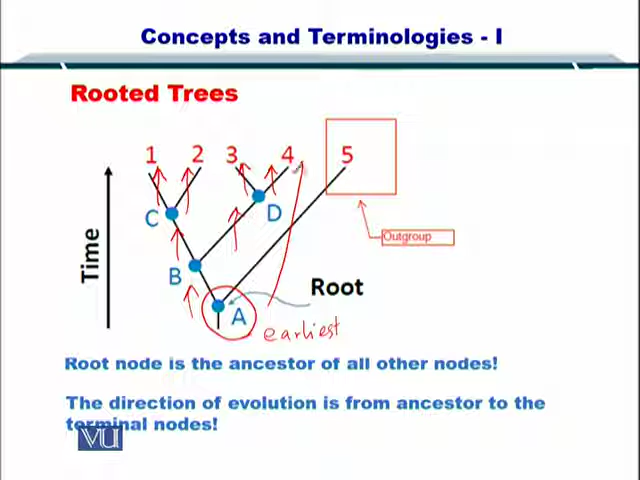 Concepts and Terminologies - I
Rooted Trees
1 2 3 4 5
C D
Outgroup
Time
B
Root
A
earliest
Root node is the ancestor of all other nodes!
The direction of evolution is from ancestor to the
terminal nodes!
VU